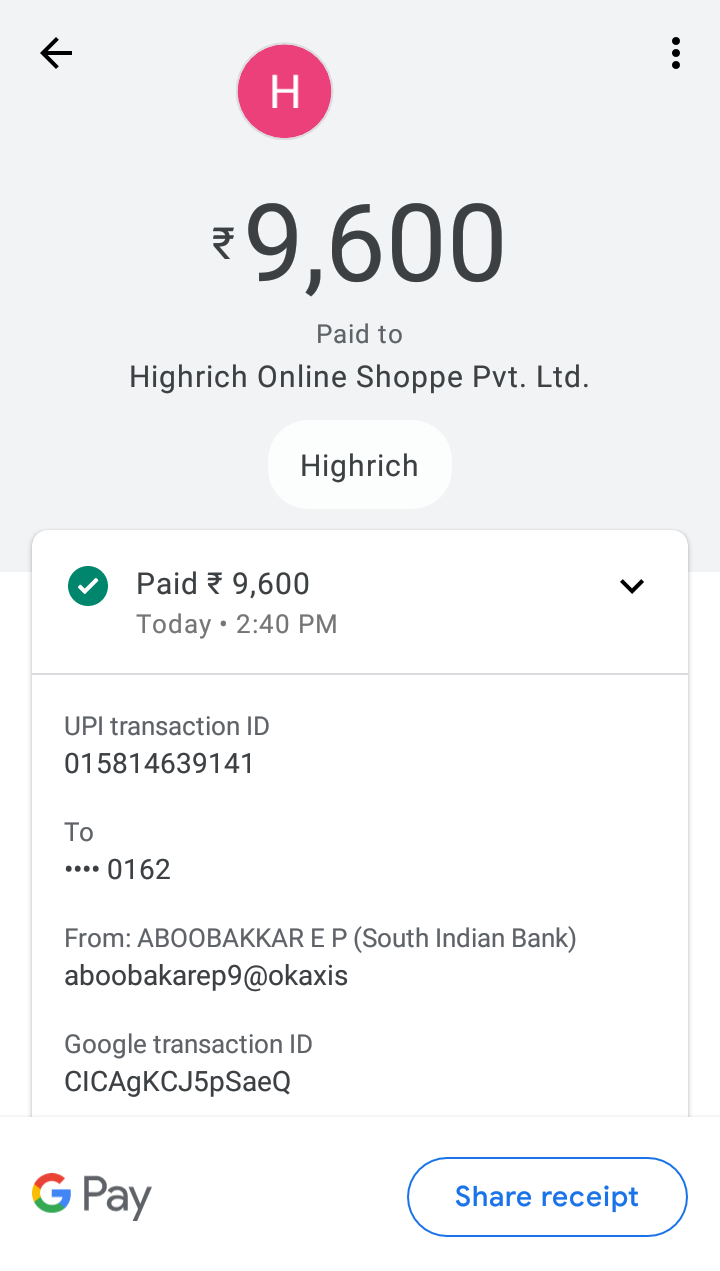 H
₹9,600
Paid to
Highrich Online Shoppe Pvt. Ltd.
Highrich
Paid ₹ 9,600
Today • 2:40 PM
UPI transaction ID
015814639141
To
•••• 0162
From: ABOOBAKKAR E P (South Indian Bank)
aboobakarep9@okaxis
Google transaction ID
CICAgKCJ5pSaeQ
G Pay
Share receipt